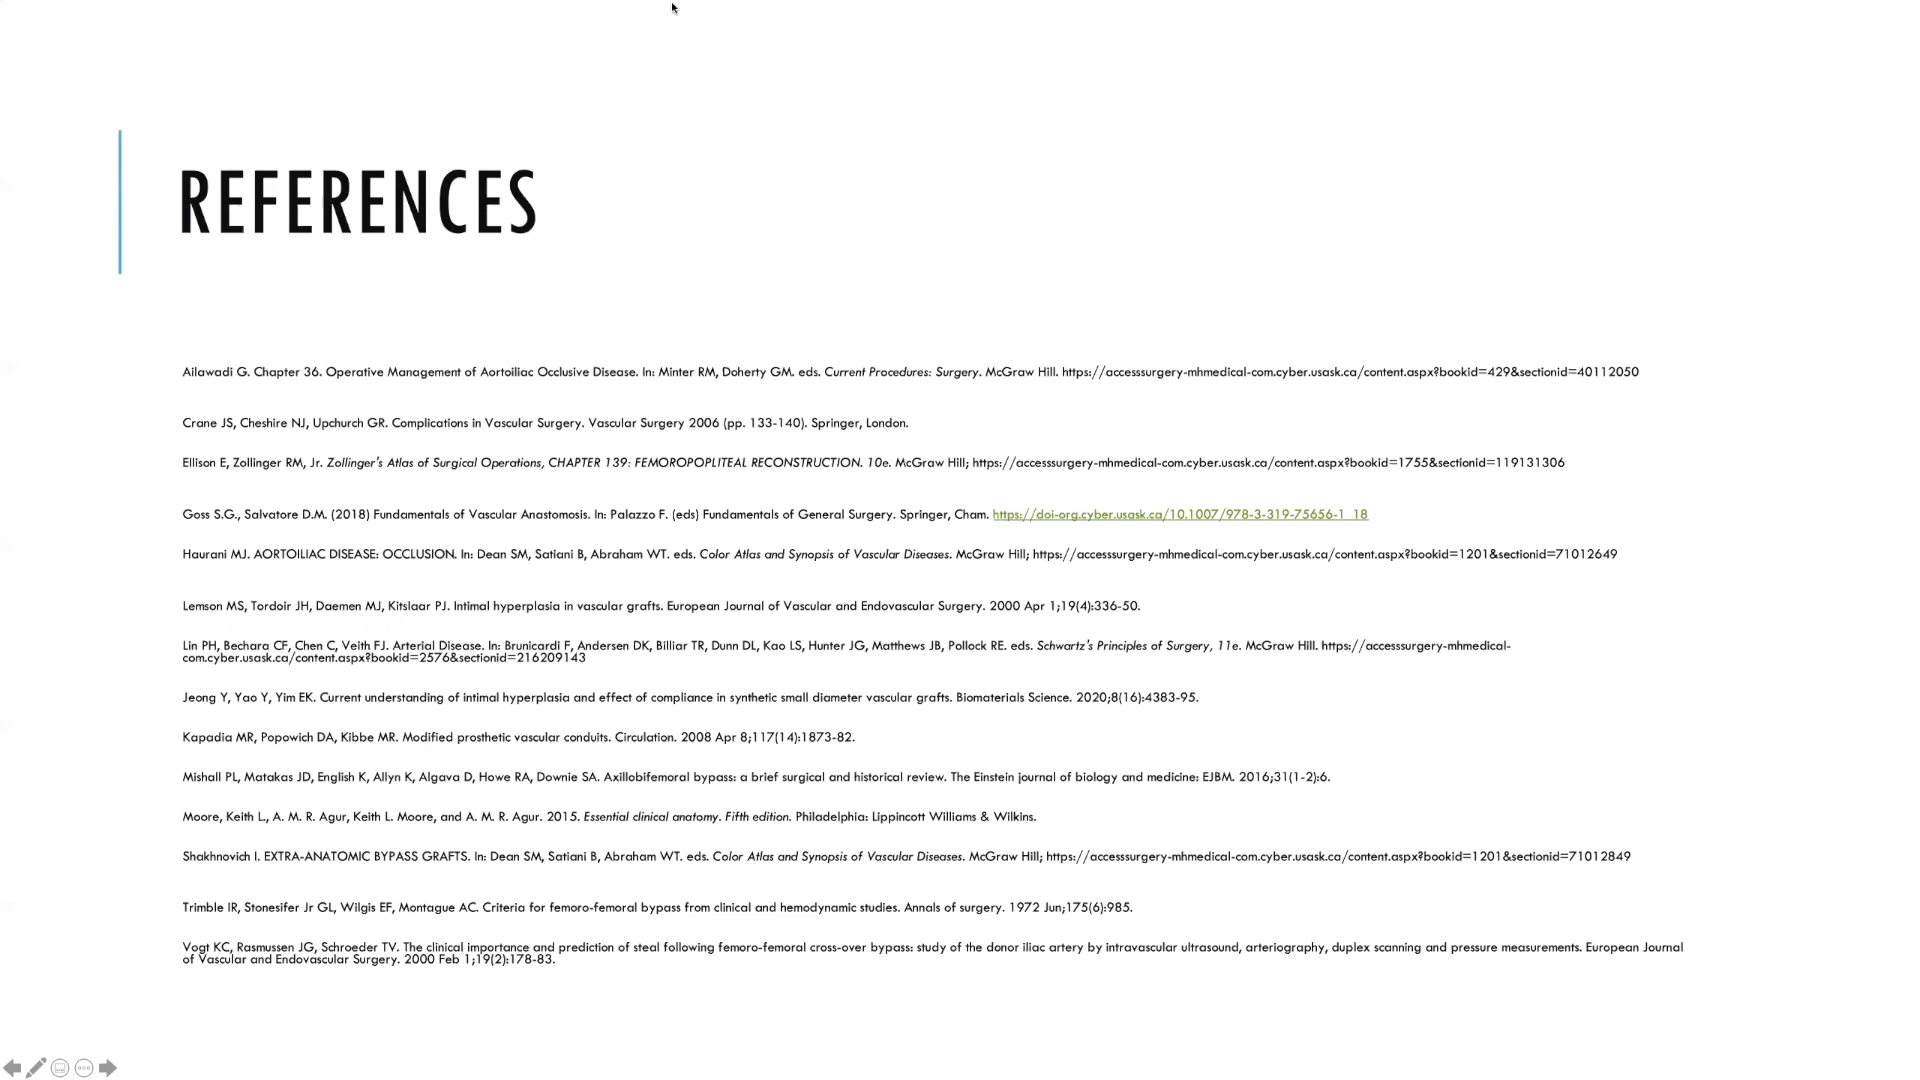 REFERENCES
Ailawadi G. Chapter 36. Operative Management of Aortoiliac Occlusive Disease. In: Minter RM, Doherty GM. eds. Current Procedures: Surgery. McGraw Hill. https://accesssurgery-mhmedical-com.cyber.usask.ca/content.aspx?bookid=429&sectionid=40112050
Crane JS, Cheshire NJ, Upchurch GR. Complications in Vascular Surgery. Vascular Surgery 2006 (pp. 133-140). Springer, London.
Ellison E, Zollinger RM, Jr. Zollinger's Atlas of Surgical Operations, CHAPTER 139: FEMOROPOPLITEAL RECONSTRUCTION. 10e. McGraw Hill; https://accesssurgery-mhmedical-com.cyber.usask.ca/content.aspx?bookid=1755&sectionid=119131306
Goss S.G., Salvatore D.M. (2018) Fundamentals of Vascular Anastomosis. In: Palazzo F. (eds) Fundamentals of General Surgery. Springer, Cham. https://doi-org.cyber.usask.ca/10.1007/978-3-319-75656-1_18
Haurani MJ. AORTOILIAC DISEASE: OCCLUSION. In: Dean SM, Satiani B, Abraham WT. eds. Color Atlas and Synopsis of Vascular Diseases. McGraw Hill; https://accesssurgery-mhmedical-com.cyber.usask.ca/content.aspx?bookid=1201&sectionid=71012649
Lemson MS, Tordoir JH, Daemen MJ, Kitslaar PJ. Intimal hyperplasia in vascular grafts. European Journal of Vascular and Endovascular Surgery. 2000 Apr 1;19(4):336-50.
Lin PH, Bechara CF, Chen C, Veith FJ. Arterial Disease. In: Brunicardi F, Andersen DK, Billiar TR, Dunn DL, Kao LS, Hunter JG, Matthews JB, Pollock RE. eds. Schwartz's Principles of Surgery, 11e. McGraw Hill. https://accesssurgery-mhmedical-
com.cyber.usask.ca/content.aspx?bookid=2576&sectionid=216209143
Jeong Y, Yao Y, Yim EK. Current understanding of intimal hyperplasia and effect of compliance in synthetic small diameter vascular grafts. Biomaterials Science. 2020;8(16):4383-95.
Kapadia MR, Popowich DA, Kibbe MR. Modified prosthetic vascular conduits. Circulation. 2008 Apr 8;117(14):1873-82.
Mishall PL, Matakas JD, English K, Allyn K, Algava D, Howe RA, Downie SA. Axillobifemoral bypass: a brief surgical and historical review. The Einstein journal of biology and medicine: EJBM. 2016;31(1-2):6.
Moore, Keith L., A. M. R. Agur, Keith L. Moore, and A. M. R. Agur. 2015. Essential clinical anatomy. Fifth edition. Philadelphia: Lippincott Williams & Wilkins.
Shakhnovich I. EXTRA-ANATOMIC BYPASS GRAFTS. In: Dean SM, Satiani B, Abraham WT. eds. Color Atlas and Synopsis of Vascular Diseases. McGraw Hill; https://accesssurgery-mhmedical-com.cyber.usask.ca/content.aspx?bookid=1201&sectionid=71012849
Trimble IR, Stonesifer Jr GL, Wilgis EF, Montague AC. Criteria for femoro-femoral bypass from clinical and hemodynamic studies. Annals of surgery. 1972 Jun;175(6):985.
Vogt KC, Rasmussen JG, Schroeder TV. The clinical importance and prediction of steal following femoro-femoral cross-over bypass: study of the donor iliac artery by intravascular ultrasound, arteriography, duplex scanning and pressure measurements. European Journal
of Vascular and Endovascular Surgery. 2000 Feb 1;19(2):178-83.